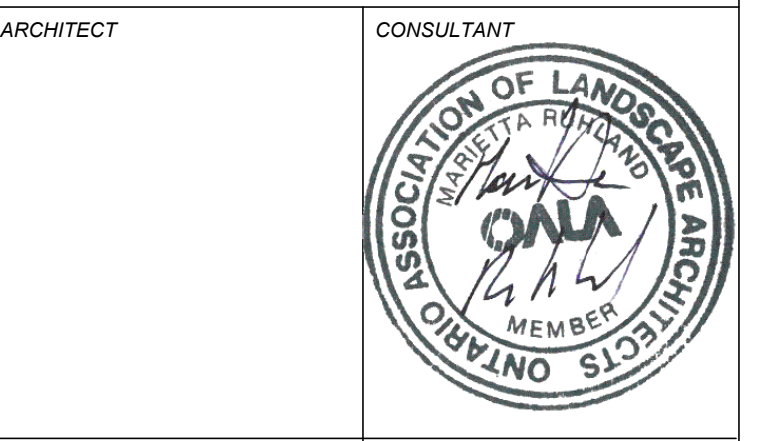 ARCHITECT
CONSULTANT
ONTARIO ASSOCIATION OF LANDSCAPE ARCHITECTS
MARIETTA RUHLAND
OALA
MEMBER